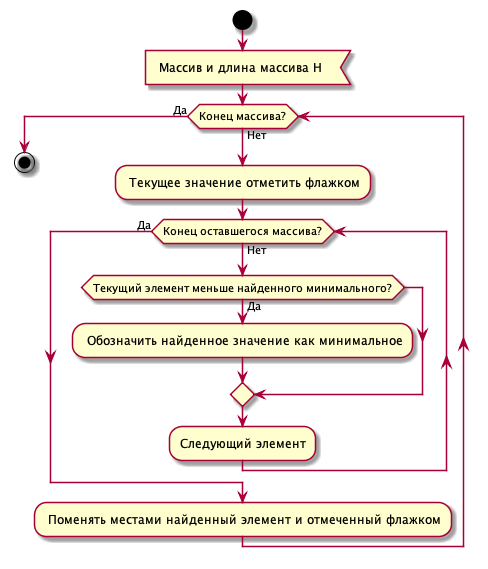 Массив и длина массива Н
Да
Конец массива?
Нет
Текущее значение отметить флажком
Да
Конец оставшегося массива?
Нет
Текущий элемент меньше найденного минимального?
Да
Обозначить найденное значение как минимальное
Следующий элемент
Поменять местами найденный элемент и отмеченный флажком